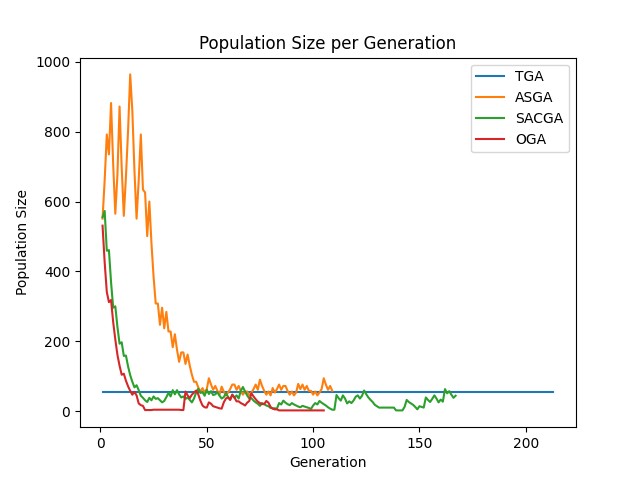 Population Size per Generation
1000
800
600
400
200
0
Population Size
0 50 100 150 200
Generation
TGA
ASGA
SACGA
OGA